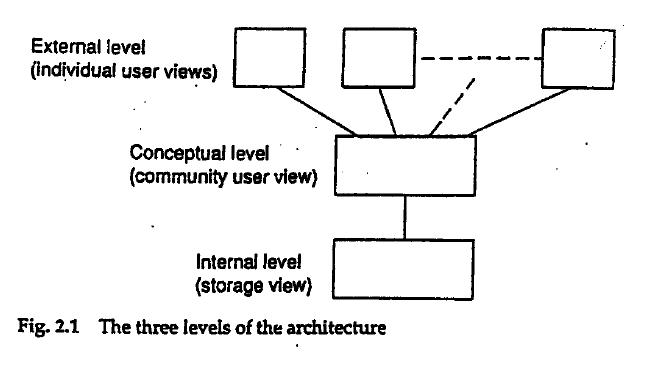 External level
(individual user views)
Conceptual level
(community user view)
Internal level
(storage view)
Fig. 2.1 The three levels of the architecture